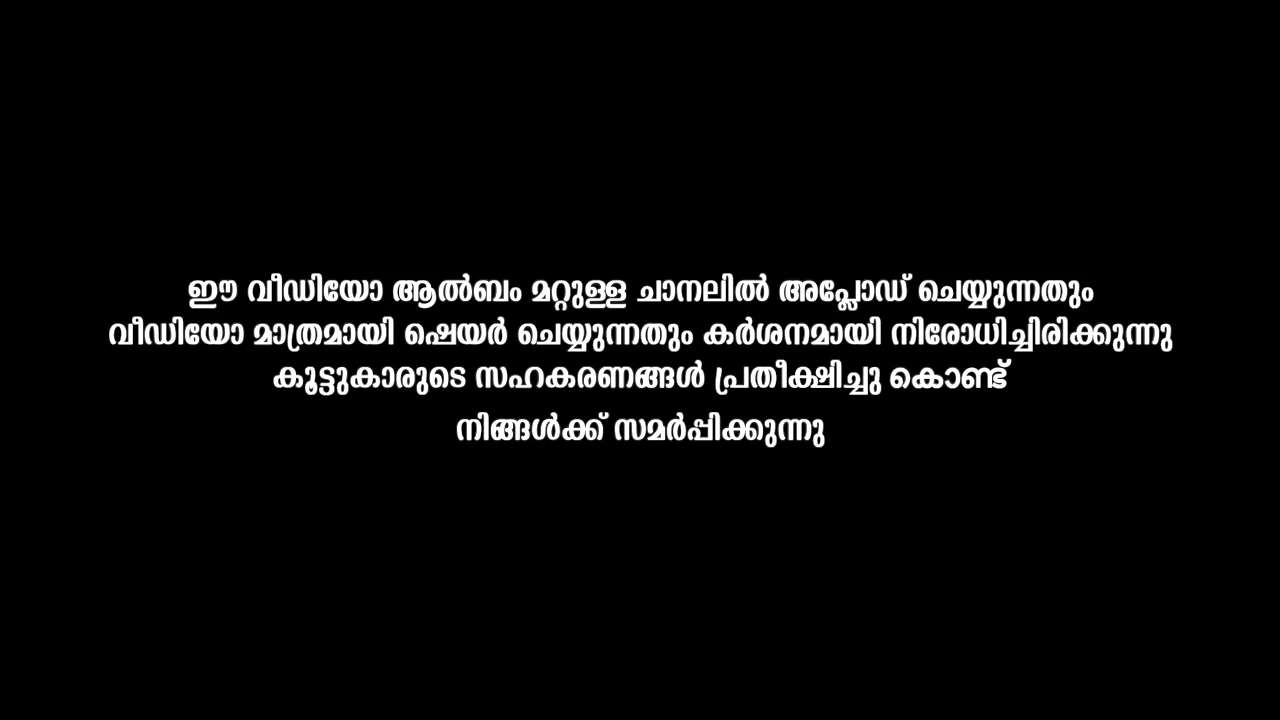 ഈ വീഡിയോ ആൽബം മറ്റുള്ള ചാനലിൽ അപ്ലോഡ് ചെയ്യുന്നതും
വീഡിയോ മാത്രമായി ഷെയർ ചെയ്യുന്നതും കർശനമായി നിരോധിച്ചിരിക്കുന്നു
കൂട്ടുകാരുടെ സഹകരണങ്ങൾ പ്രതീക്ഷിച്ചു കൊണ്ട്
നിങ്ങൾക്ക് സമർപ്പിക്കുന്നു